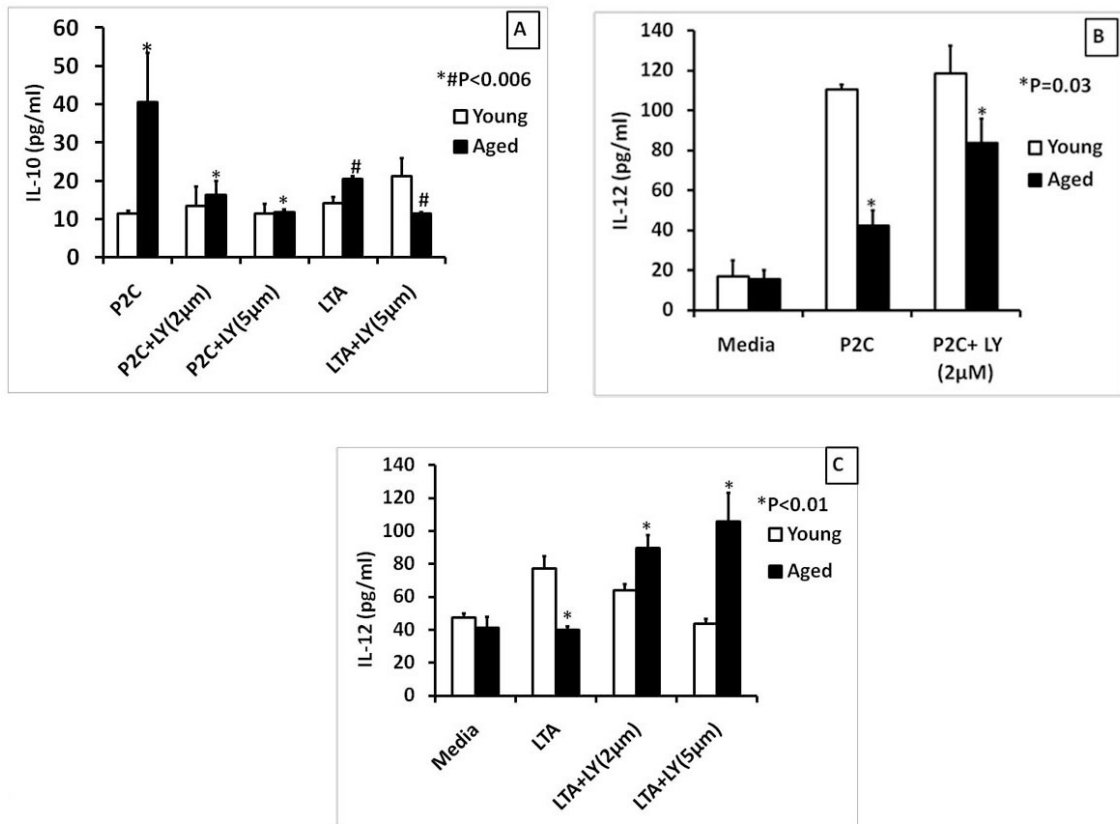 A
IL-10 (pg/ml)
60
50
40
30
20
10
0
*
*
*
#
#
*#P<0.006
Young
Aged
P2C
P2C+LY(2µm)
P2C+LY(5µm)
LTA
LTA+LY(5µm)
B
IL-12 (pg/ml)
140
120
100
80
60
40
20
0
*
*
*P=0.03
Young
Aged
Media
P2C
P2C+ LY
(2µM)
C
IL-12 (pg/ml)
140
120
100
80
60
40
20
0
*
*
*
*P<0.01
Young
Aged
Media
LTA
LTA+LY(2µm)
LTA+LY(5µm)